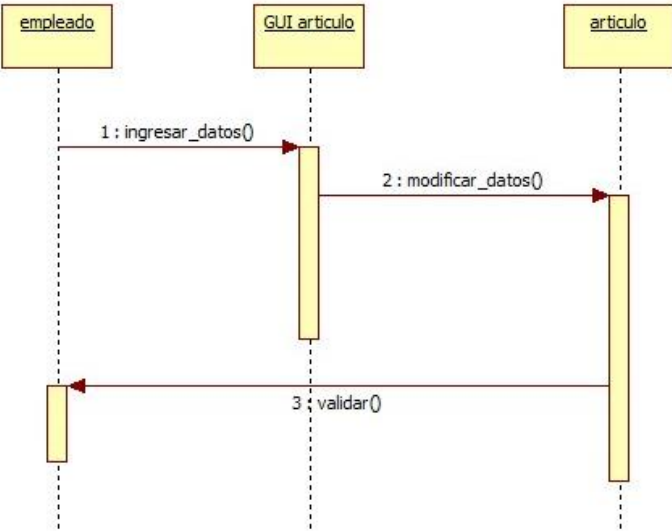 empleado
GUI articulo
articulo
1 : ingresar_datos()
2 : modificar_datos()
3 : validar()